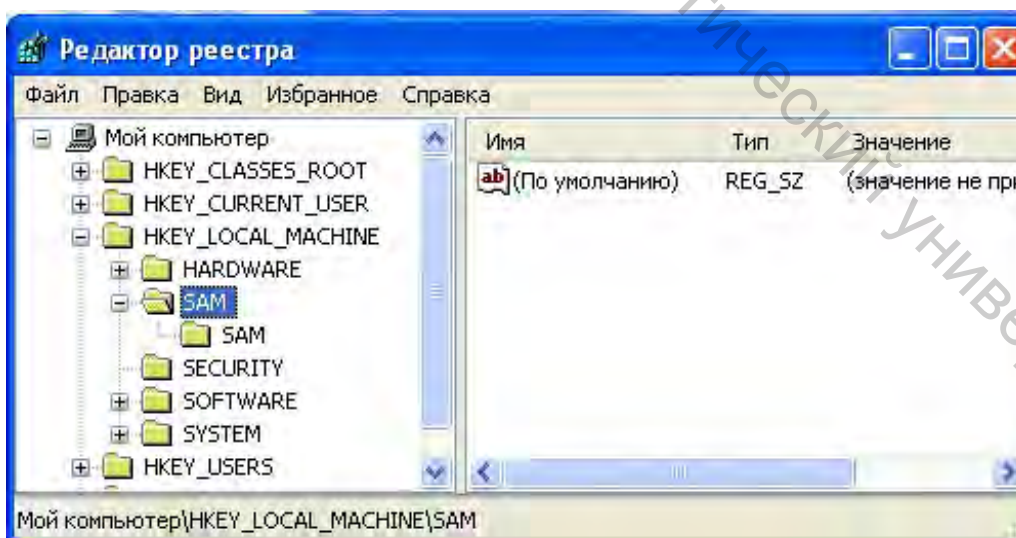 Редактор реестра
Файл Правка Вид Избранное Справка
Мой компьютер
HKEY_CLASSES_ROOT
HKEY_CURRENT_USER
HKEY_LOCAL_MACHINE
HARDWARE
SAM
SAM
SECURITY
SOFTWARE
SYSTEM
HKEY_USERS
Имя Тип Значение
ab (По умолчанию) REG_SZ (значение не при
Мой компьютер\HKEY_LOCAL_MACHINE\SAM